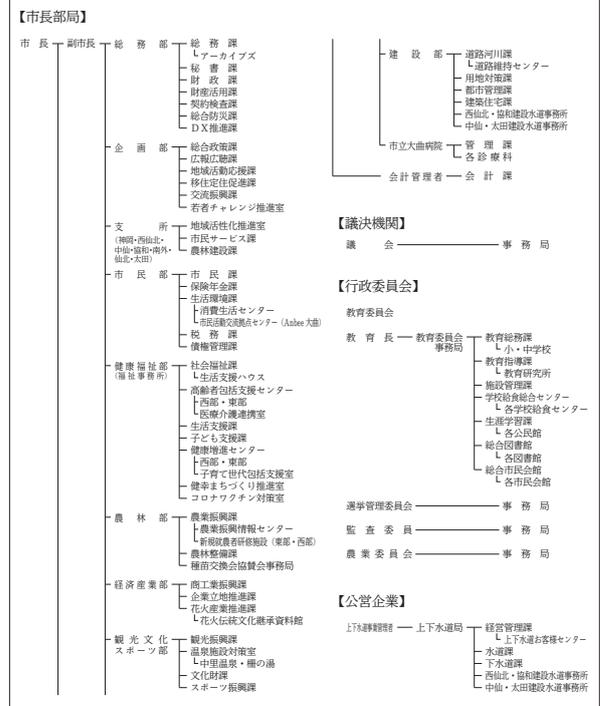 【市長部局】
市長
副市長
総務部
総務課
アーカイブズ
秘書課
財政課
財産活用課
契約検査課
総合防災課
ＤＸ推進課
企画部
総合政策課
広報広聴課
地域活動応援課
移住定住促進課
交流振興課
若者チャレンジ推進室
支所
(神岡・西仙北・
中仙・協和・南外・
仙北・太田)
地域活性化推進室
市民サービス課
農林建設課
市民部
市民課
保険年金課
生活環境課
消費生活センター
市民活動交流拠点センター（Anbee 大曲）
税務課
債権管理課
健康福祉部
(福祉事務所)
社会福祉課
生活支援ハウス
高齢者包括支援センター
西部・東部
医療介護連携室
生活支援課
子ども支援課
健康増進センター
西部・東部
子育て世代包括支援室
健幸まちづくり推進室
コロナワクチン対策室
農林部
農業振興課
農業振興情報センター
新規就農者研修施設（東部・西部）
農林整備課
種苗交換会協賛会事務局
経済産業部
商工業振興課
企業立地推進課
花火産業推進課
花火伝統文化継承資料館
観光文化
スポーツ部
観光振興課
温泉施設対策室
中里温泉・柵の湯
文化財課
スポーツ振興課
建設部
道路河川課
道路維持センター
用地対策課
都市管理課
建築住宅課
西仙北・協和建設水道事務所
中仙・太田建設水道事務所
市立大曲病院
管理課
各診療科
会計管理者
会計課
【議決機関】
議会
事務局
【行政委員会】
教育委員会
教育長
教育委員会
事務局
教育総務課
小・中学校
教育指導課
教育研究所
施設管理課
学校給食総合センター
各学校給食センター
生涯学習課
各公民館
総合図書館
各図書館
総合市民会館
各市民会館
選挙管理委員会
事務局
監査委員
事務局
農業委員会
事務局
【公営企業】
上下水道事業管理者
上下水道局
経営管理課
上下水道お客様センター
水道課
下水道課
西仙北・協和建設水道事務所
中仙・太田建設水道事務所